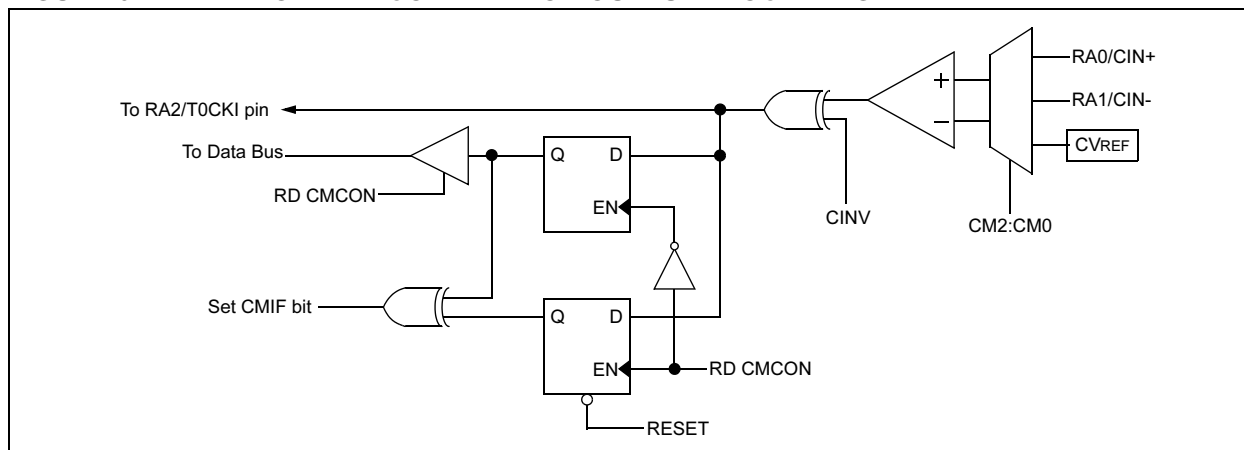 RA0/CIN+
To RA2/T0CKI pin
RA1/CIN-
To Data Bus
Q D
CVREF
RD CMCON
EN
CINV
CM2:CM0
Set CMIF bit
Q D
EN
RD CMCON
RESET